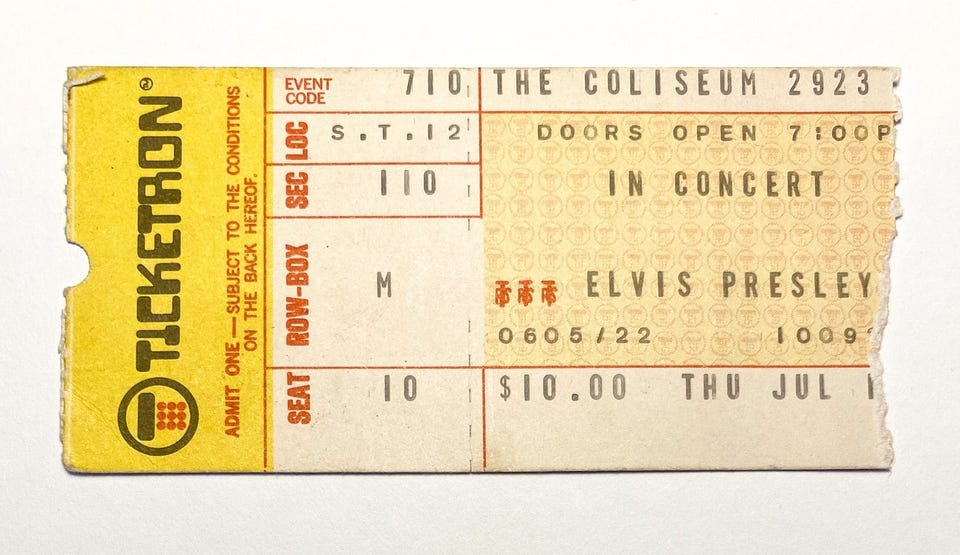 TICKETRON®
ADMIT ONE — SUBJECT TO THE CONDITIONS
ON THE BACK HEREOF.
EVENT CODE 710 THE COLISEUM 2923
LOC S.T.12 DOORS OPEN 7:00P
SEC 110 IN CONCERT
ROW-BOX M ELVIS PRESLEY
0605/22 1009
SEAT 10 $10.00 THU JUL 1